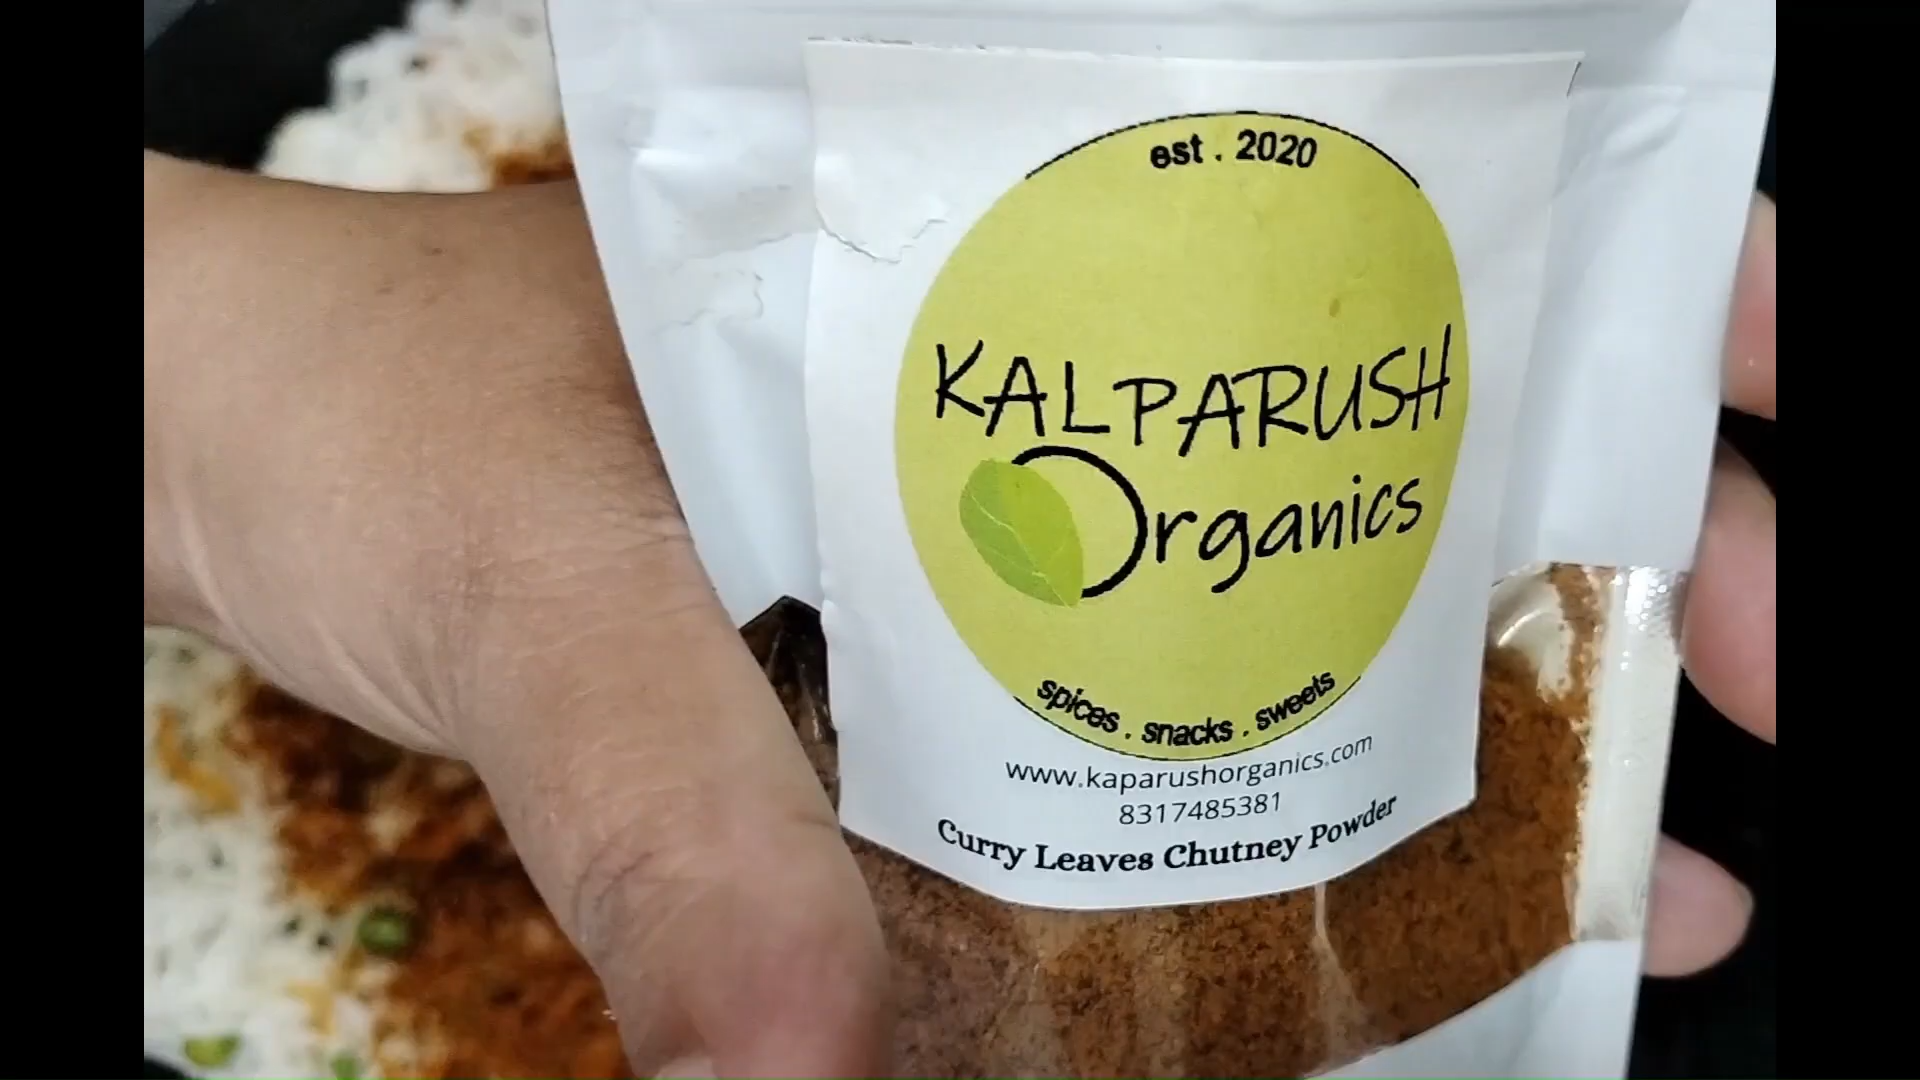 est . 2020
KALPARUSH
Organics
spices . snacks . sweets
www.kaparushorganics.com
8317485381
Curry Leaves Chutney Powder